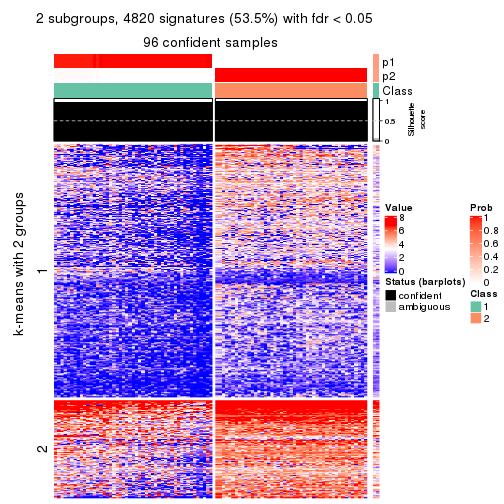 2 subgroups, 4820 signatures (53.5%) with fdr < 0.05
96 confident samples
p1
p2
Class
1
0.5
0
Silhouette
score
k-means with 2 groups
1
2
Value
8
6
4
2
0
Status (barplots)
confident
ambiguous
Prob
1
0.8
0.6
0.4
0.2
0
Class
1
2